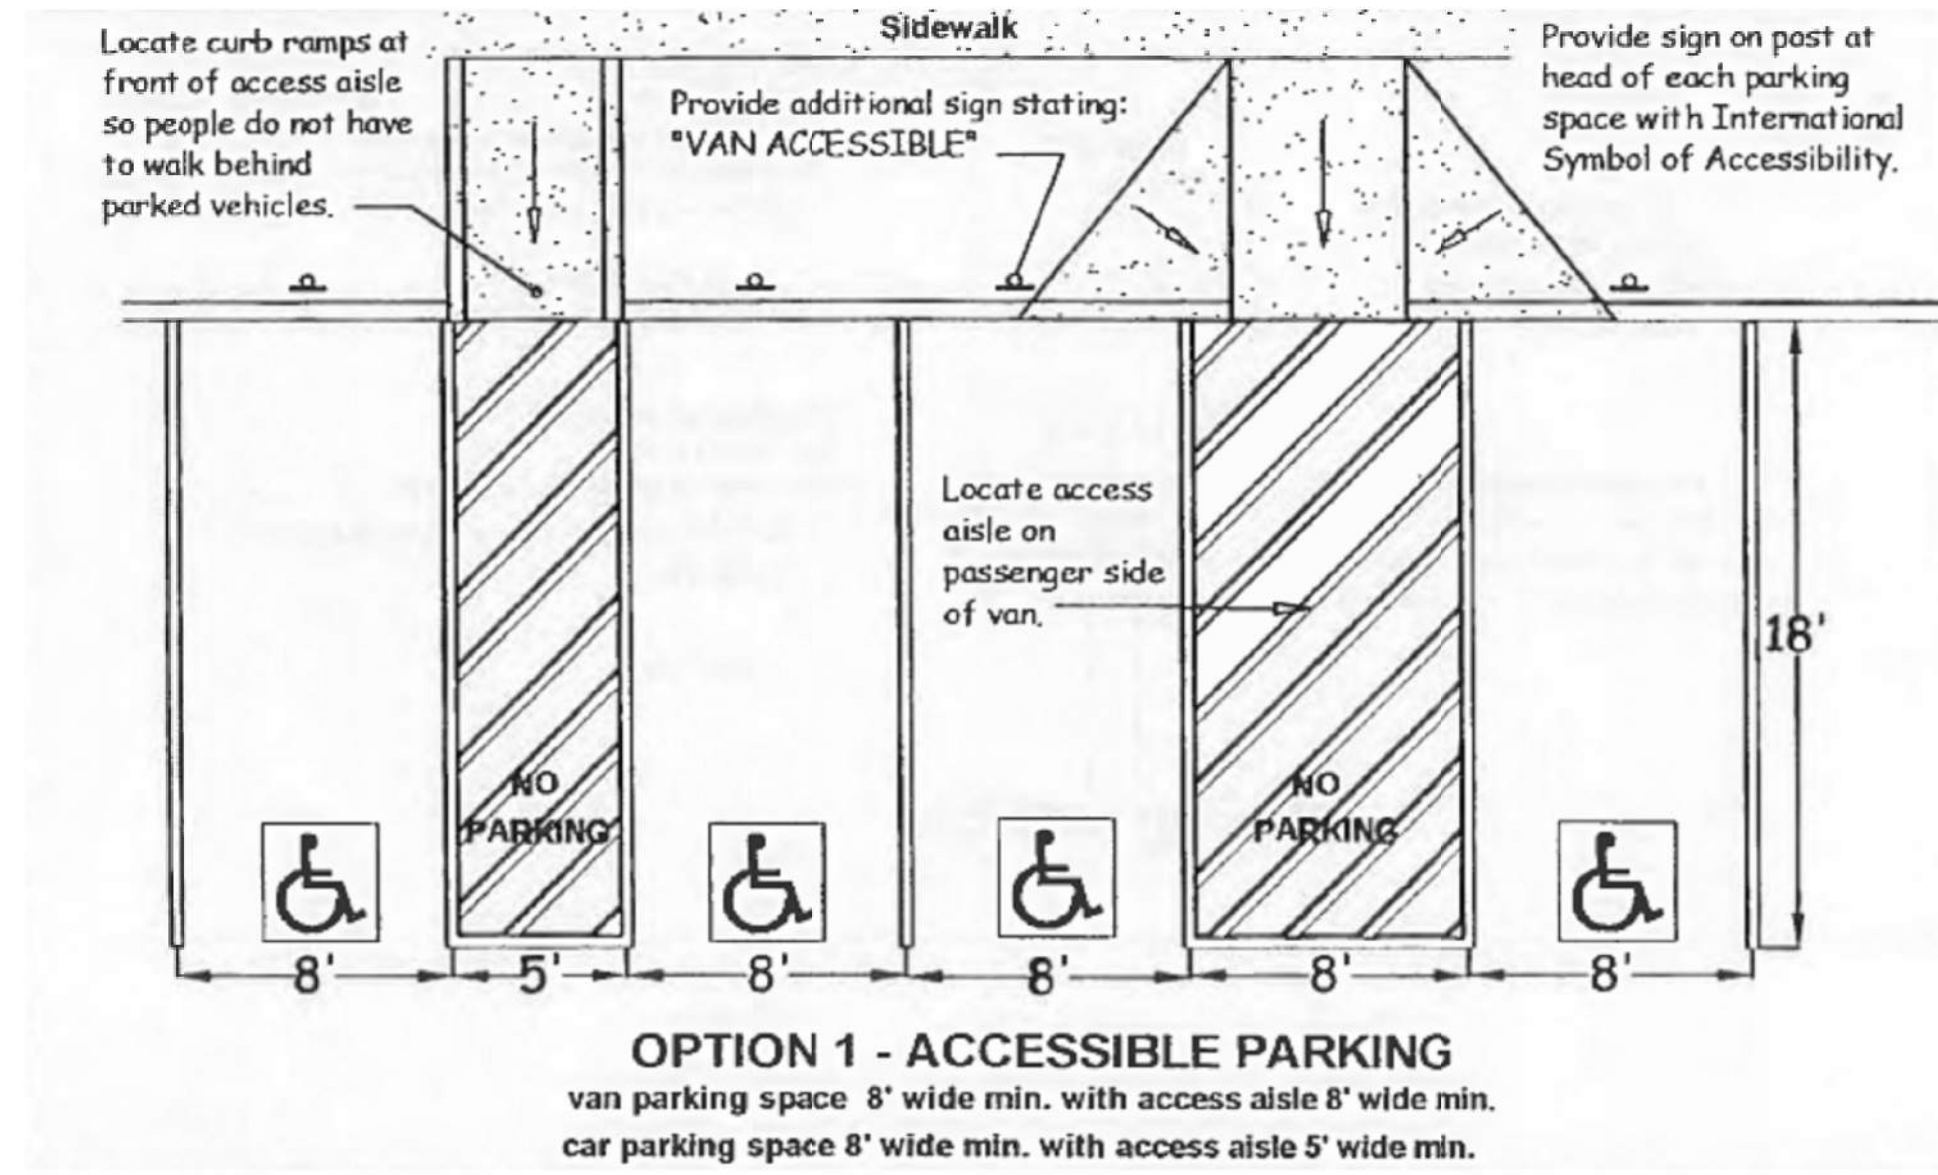 Sidewalk
Locate curb ramps at
front of access aisle
so people do not have
to walk behind
parked vehicles.
Provide additional sign stating:
"VAN ACCESSIBLE"
Provide sign on post at
head of each parking
space with International
Symbol of Accessibility.
Locate access
aisle on
passenger side
of van.
18'
NO
PARKING
NO
PARKING
8' 5' 8' 8' 8' 8'
OPTION 1 - ACCESSIBLE PARKING
van parking space 8' wide min. with access aisle 8' wide min.
car parking space 8' wide min. with access aisle 5' wide min.